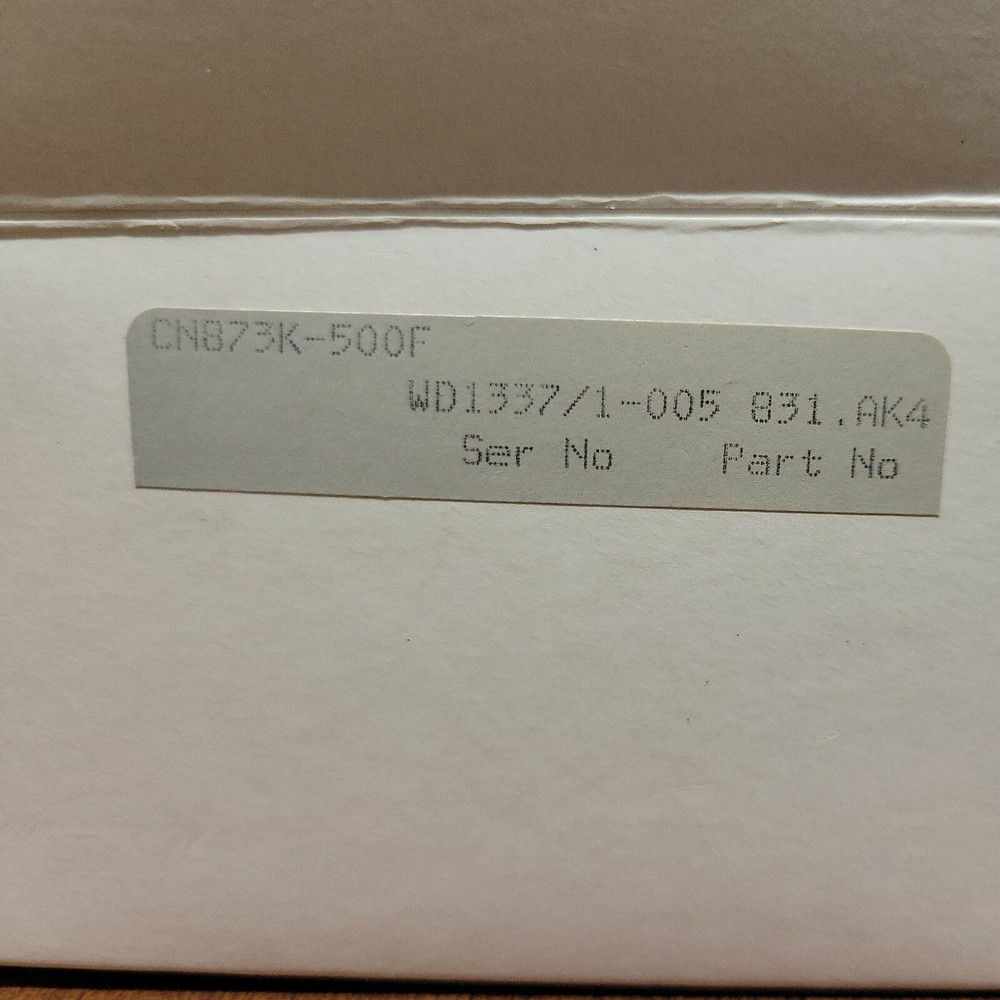 CN873K-500F
WD1337/1-005 831.AK4
Ser No Part No